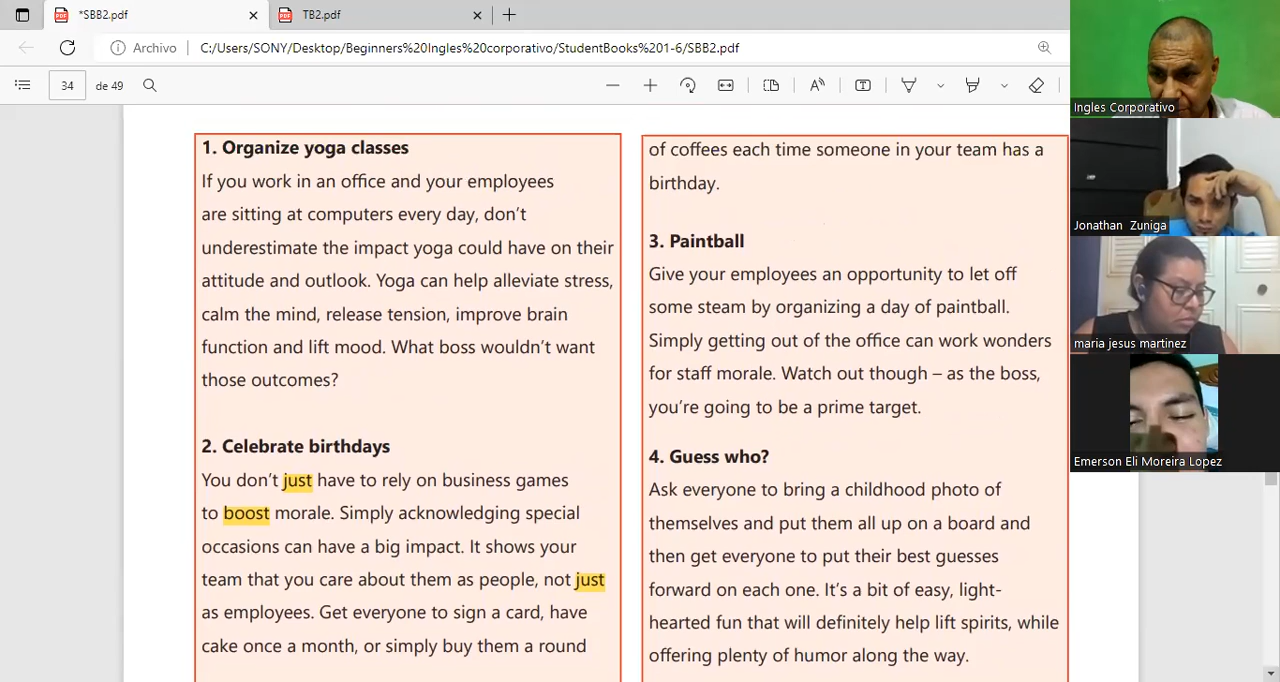 *SBB2.pdf
TB2.pdf
Archivo
C:/Users/SONY/Desktop/Beginners%20Ingles%20corporativo/StudentBooks%201-6/SBB2.pdf
34
de 49
1. Organize yoga classes
If you work in an office and your employees
are sitting at computers every day, don't
underestimate the impact yoga could have on their
attitude and outlook. Yoga can help alleviate stress,
calm the mind, release tension, improve brain
function and lift mood. What boss wouldn't want
those outcomes?
2. Celebrate birthdays
You don't just have to rely on business games
to boost morale. Simply acknowledging special
occasions can have a big impact. It shows your
team that you care about them as people, not just
as employees. Get everyone to sign a card, have
cake once a month, or simply buy them a round
of coffees each time someone in your team has a
birthday.
3. Paintball
Give your employees an opportunity to let off
some steam by organizing a day of paintball.
Simply getting out of the office can work wonders
for staff morale. Watch out though – as the boss,
you're going to be a prime target.
4. Guess who?
Ask everyone to bring a childhood photo of
themselves and put them all up on a board and
then get everyone to put their best guesses
forward on each one. It's a bit of easy, light-
hearted fun that will definitely help lift spirits, while
offering plenty of humor along the way.
Ingles Corporativo
Jonathan Zuniga
maria jesus martinez
Emerson Eli Moreira Lopez